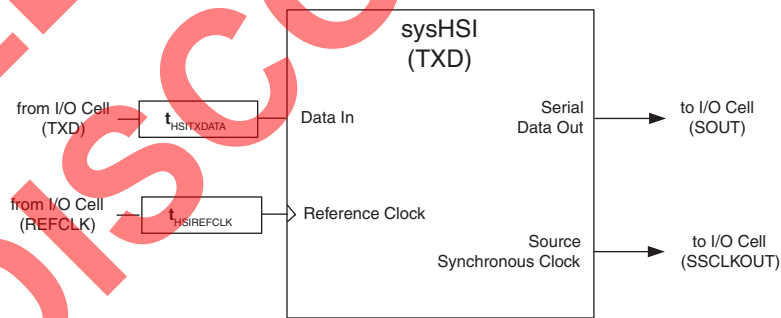 sysHSI
(TXD)
from I/O Cell
(TXD)
tHSITXDATA
Data In
Serial
Data Out
to I/O Cell
(SOUT)
from I/O Cell
(REFCLK)
tHSIREFCLK
Reference Clock
Source
Synchronous Clock
to I/O Cell
(SSCLKOUT)
DISCO